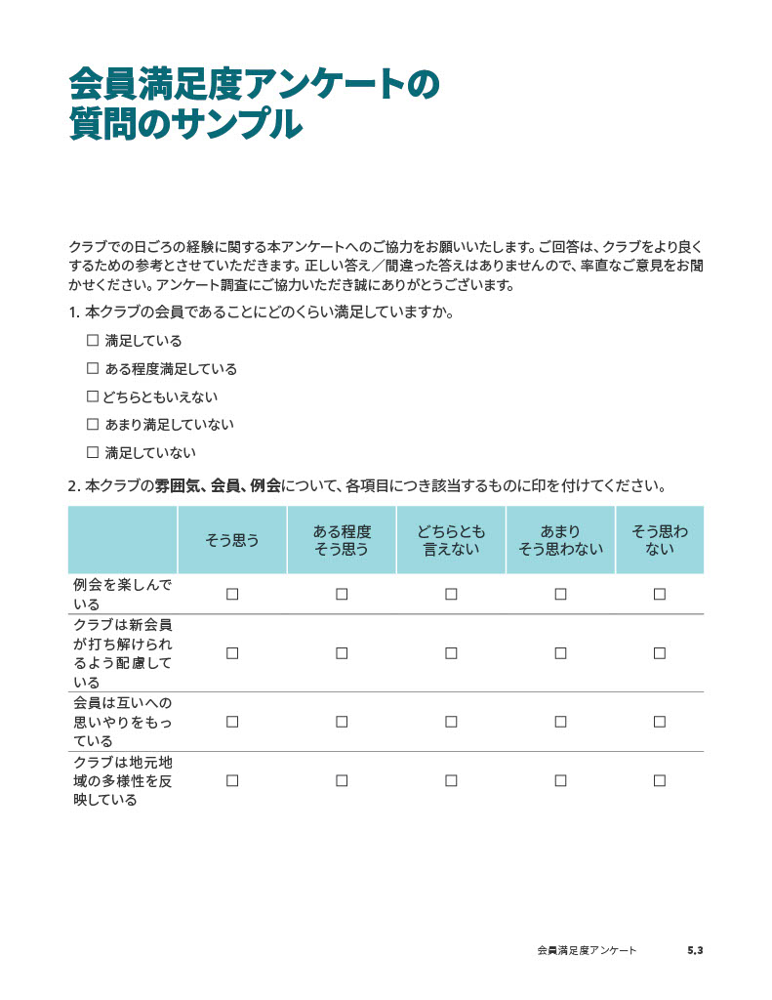 会員満足度アンケートの
質問のサンプル
クラブでの日ごろの経験に関する本アンケートへのご協力をお願いいたします。ご回答は、クラブをより良く
するための参考とさせていただきます。正しい答え／間違った答えはありませんので、率直なご意見をお聞
かせください。アンケート調査にご協力いただき誠にありがとうございます。
1. 本クラブの会員であることにどのくらい満足していますか。
☐ 満足している
☐ ある程度満足している
☐ どちらともいえない
☐ あまり満足していない
☐ 満足していない
2. 本クラブの雰囲気、会員、例会について、各項目につき該当するものに印を付けてください。
そう思う
ある程度
そう思う
どちらとも
言えない
あまり
そう思わない
そう思わ
ない
例会を楽しんで
いる
☐ ☐ ☐ ☐ ☐
クラブは新会員
が打ち解けられ
るよう配慮して
いる
☐ ☐ ☐ ☐ ☐
会員は互いへの
思いやりをもっ
ている
☐ ☐ ☐ ☐ ☐
クラブは地元地
域の多様性を反
映している
☐ ☐ ☐ ☐ ☐
会員満足度アンケート 5.3